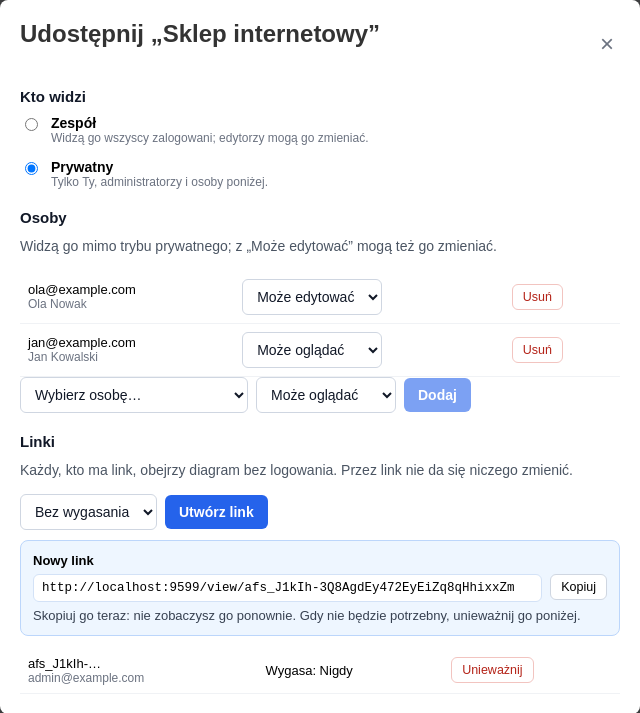 Udostępnij „Sklep internetowy”
×
Kto widzi
Zespół
Widzą go wszyscy zalogowani; edytorzy mogą go zmieniać.
Prywatny
Tylko Ty, administratorzy i osoby poniżej.
Osoby
Widzą go mimo trybu prywatnego; z „Może edytować” mogą też go zmieniać.
ola@example.com
Ola Nowak
Może edytować
Usuń
jan@example.com
Jan Kowalski
Może oglądać
Usuń
Wybierz osobę… Może oglądać Dodaj
Linki
Każdy, kto ma link, obejrzy diagram bez logowania. Przez link nie da się niczego zmienić.
Bez wygasania Utwórz link
Nowy link
http://localhost:9599/view/afs_J1kIh-3Q8AgdEy472EyEiZq8qHhixxZm Kopiuj
Skopiuj go teraz: nie zobaczysz go ponownie. Gdy nie będzie potrzebny, unieważnij go poniżej.
afs_J1kIh-…
admin@example.com
Wygasa: Nigdy
Unieważnij